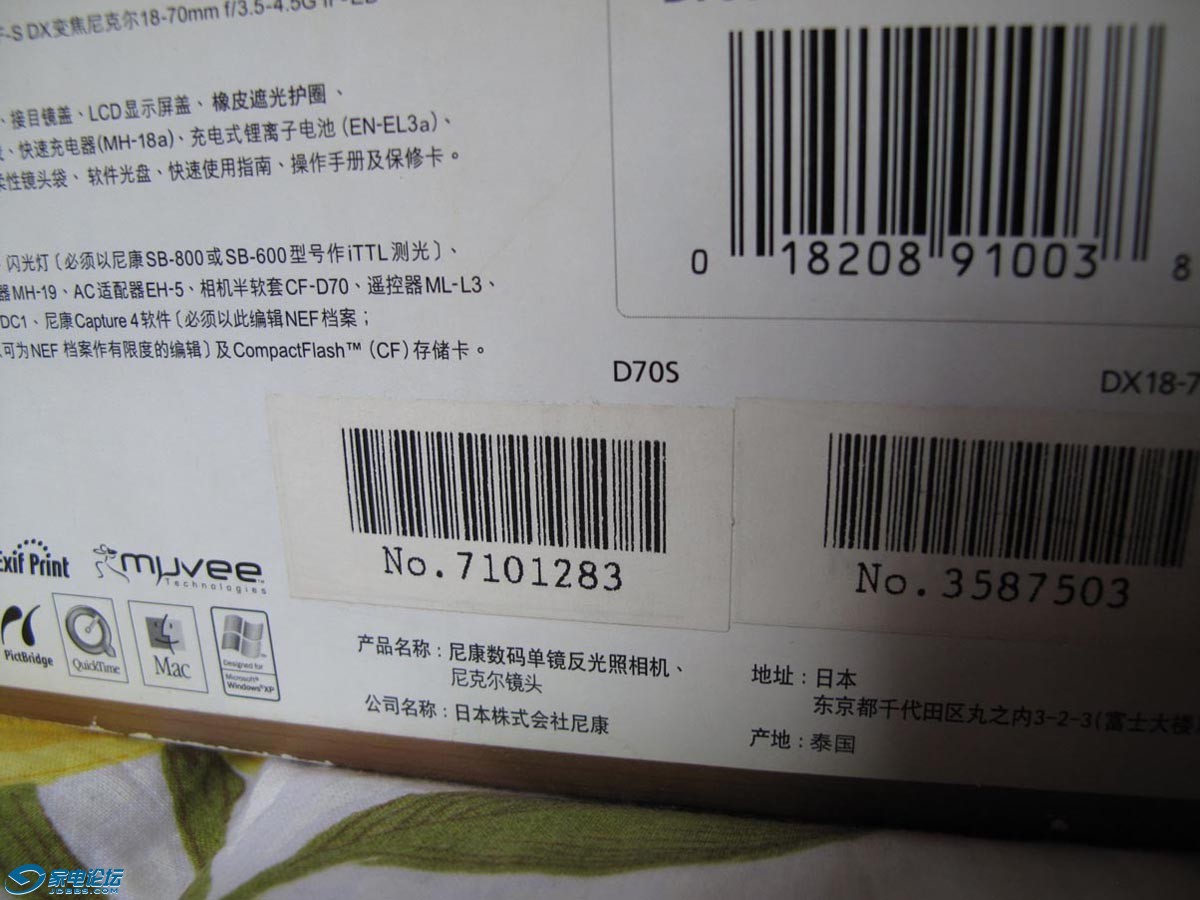 DX变焦尼克尔18-70mm f/3.5-4.5G IF-ED
、接目镜盖、LCD显示屏盖、橡皮遮光护圈、
、快速充电器(MH-18a)、充电式锂离子电池(EN-EL3a)、
性镜头袋、软件光盘、快速使用指南、操作手册及保修卡。
闪光灯〔必须以尼康SB-800或SB-600型号作iTTL测光〕、
器MH-19、AC适配器EH-5、相机半软套CF-D70、遥控器ML-L3、
DC1、尼康Capture 4软件〔必须以此编辑NEF档案；
可为NEF 档案作有限度的编辑〕及CompactFlash™ (CF)存储卡。
0 18208 91003 8
D70S
DX18-7
No.7101283
No.3587503
Exif Print
muvee
Technologies
PictBridge
QuickTime
Mac
Designed for
Microsoft®
Windows®XP
产品名称：尼康数码单镜反光照相机、
尼克尔镜头
公司名称：日本株式会社尼康
地址：日本
东京都千代田区丸之内3-2-3(富士大楼
产地：泰国
家电论坛
JDBBS.COM